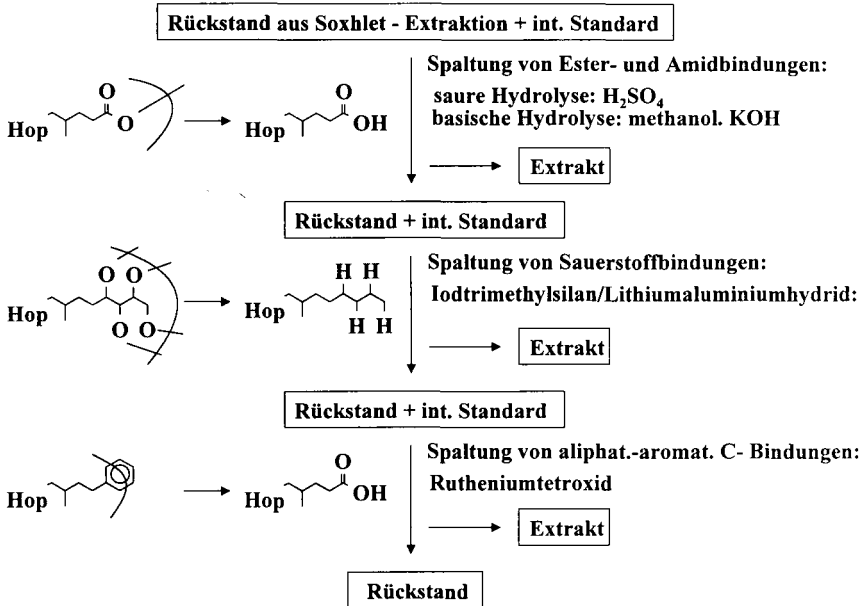 Rückstand aus Soxhlet - Extraktion + int. Standard
Spaltung von Ester- und Amidbindungen:
saure Hydrolyse: H₂SO₄
basische Hydrolyse: methanol. KOH
Hop
O
O
Hop
O
OH
Extrakt
Rückstand + int. Standard
Spaltung von Sauerstoffbindungen:
Iodtrimethylsilan/Lithiumaluminiumhydrid:
Hop
O
O
O
O
Hop
H
H
H
H
Extrakt
Rückstand + int. Standard
Spaltung von aliphat.-aromat. C- Bindungen:
Rutheniumtetroxid
Hop
Hop
O
OH
Extrakt
Rückstand